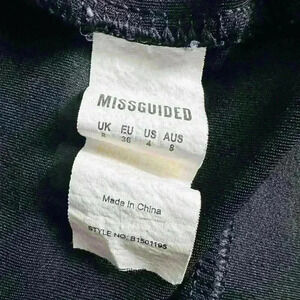 MISSGUIDED
UK EU US AUS
8 36 4 8
Made in China
STYLE NO: B1501195